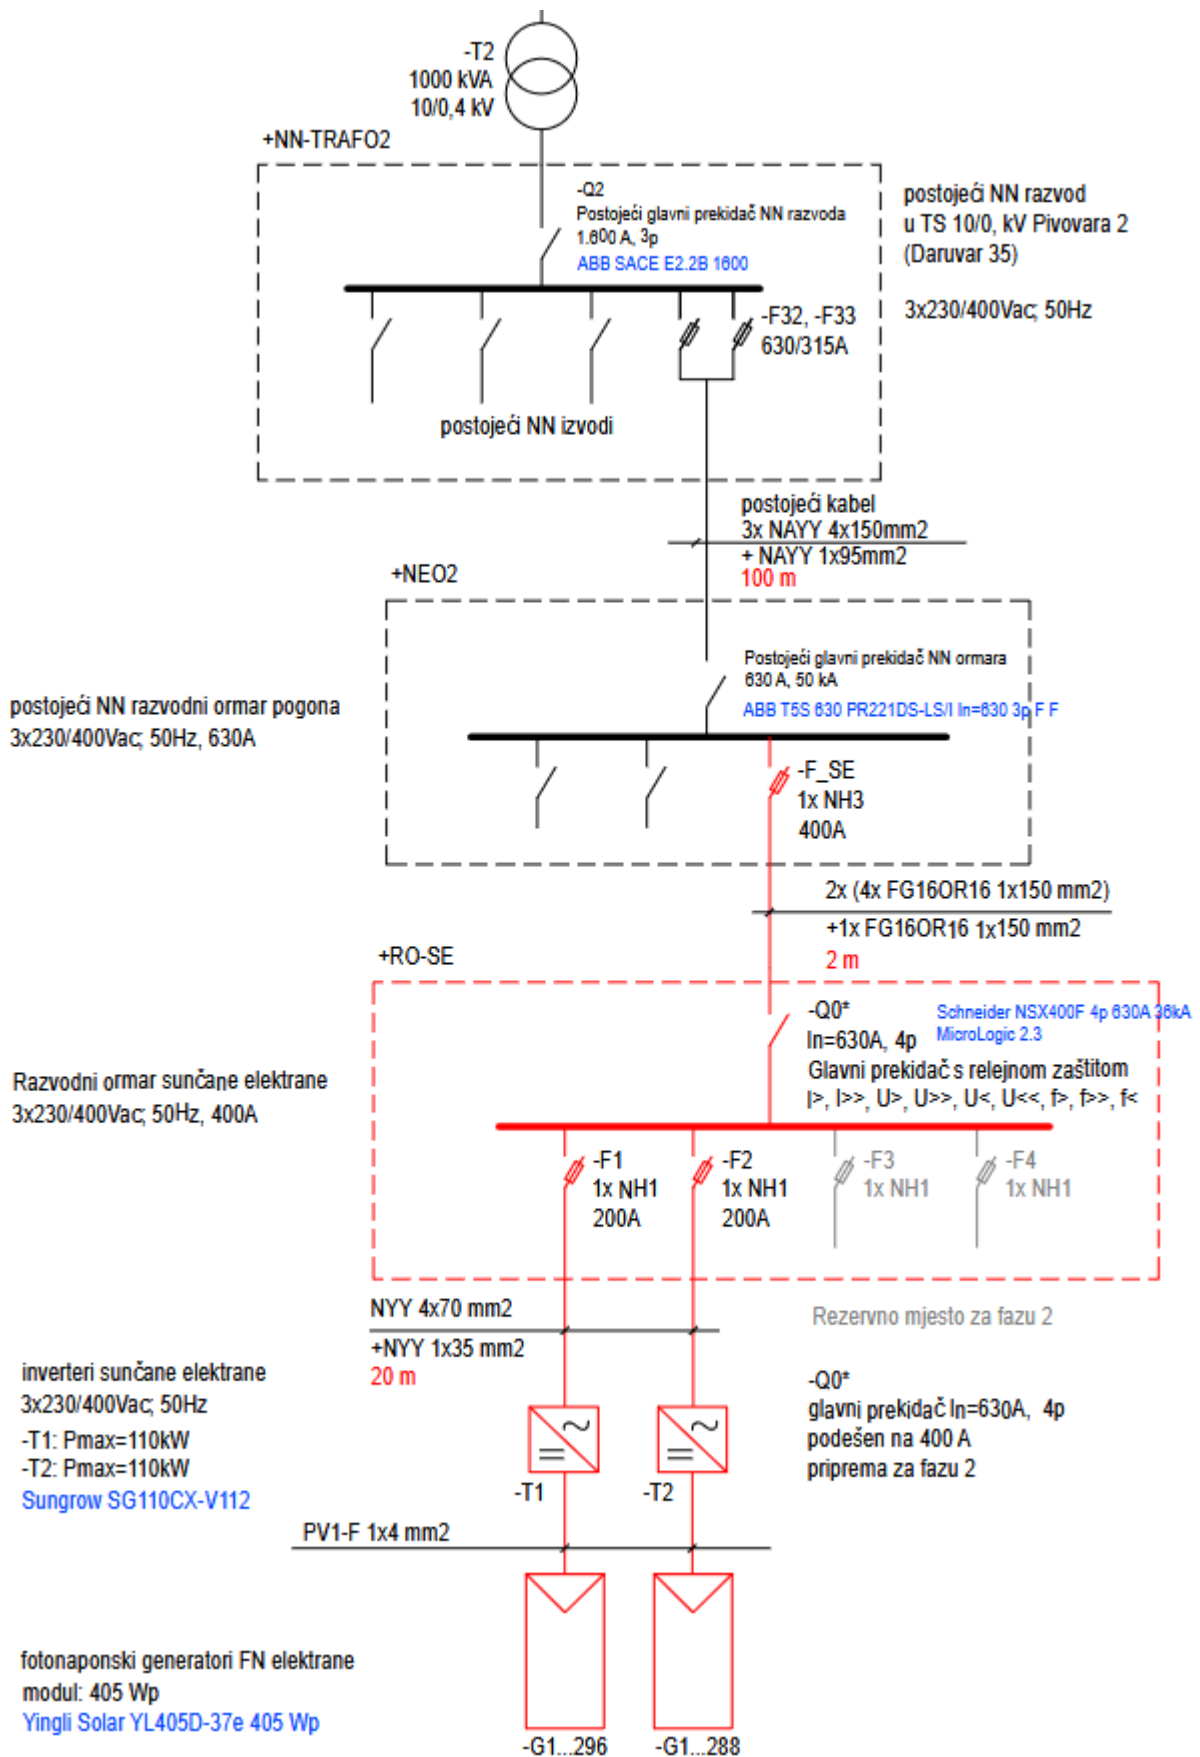 -T2
1000 kVA
10/0,4 kV
+NN-TRAFO2
-Q2
Postojeći glavni prekidač NN razvoda
1.600 A, 3p
ABB SACE E2.2B 1600
postojeći NN razvod
u TS 10/0, kV Pivovara 2
(Daruvar 35)
3x230/400Vac; 50Hz
-F32, -F33
630/315A
postojeći NN izvodi
postojeći kabel
3x NAYY 4x150mm2
+ NAYY 1x95mm2
100 m
+NEO2
Postojeći glavni prekidač NN ormara
630 A, 50 kA
ABB T5S 630 PR221DS-LS/I In=630 3p F F
postojeći NN razvodni ormar pogona
3x230/400Vac; 50Hz, 630A
-F_SE
1x NH3
400A
2x (4x FG16OR16 1x150 mm2)
+1x FG16OR16 1x150 mm2
2 m
+RO-SE
-Q0*
In=630A, 4p
Schneider NSX400F 4p 630A 36kA
MicroLogic 2.3
Glavni prekidač s relejnom zaštitom
I>, I>>, U>, U>>, U<, U<<, f>, f>>, f<
Razvodni ormar sunčane elektrane
3x230/400Vac; 50Hz, 400A
-F1
1x NH1
200A
-F2
1x NH1
200A
-F3
1x NH1
-F4
1x NH1
NYY 4x70 mm2
+NYY 1x35 mm2
20 m
Rezervno mjesto za fazu 2
inverteri sunčane elektrane
3x230/400Vac; 50Hz
-T1: Pmax=110kW
-T2: Pmax=110kW
Sungrow SG110CX-V112
-Q0*
glavni prekidač In=630A, 4p
podešen na 400 A
priprema za fazu 2
-T1
-T2
PV1-F 1x4 mm2
fotonaponski generatori FN elektrane
modul: 405 Wp
Yingli Solar YL405D-37e 405 Wp
-G1...296
-G1...288